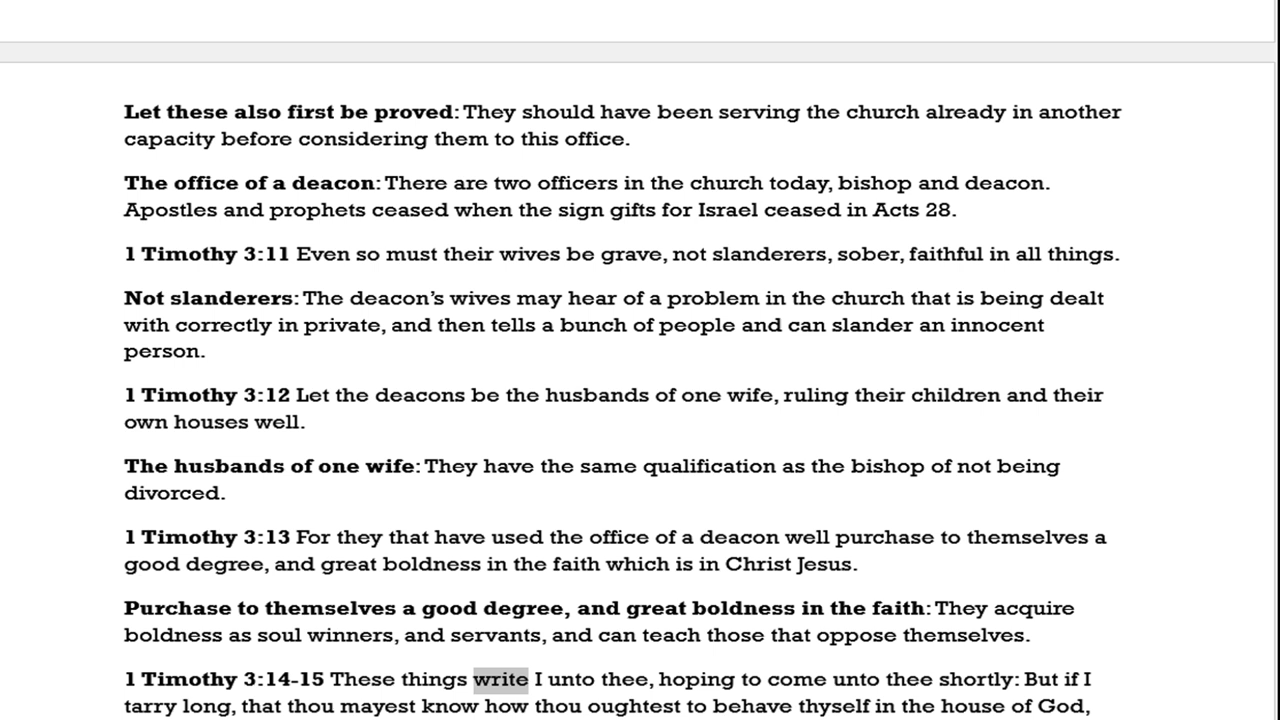 Let these also first be proved: They should have been serving the church already in another
capacity before considering them to this office.
The office of a deacon: There are two officers in the church today, bishop and deacon.
Apostles and prophets ceased when the sign gifts for Israel ceased in Acts 28.
1 Timothy 3:11 Even so must their wives be grave, not slanderers, sober, faithful in all things.
Not slanderers: The deacon’s wives may hear of a problem in the church that is being dealt
with correctly in private, and then tells a bunch of people and can slander an innocent
person.
1 Timothy 3:12 Let the deacons be the husbands of one wife, ruling their children and their
own houses well.
The husbands of one wife: They have the same qualification as the bishop of not being
divorced.
1 Timothy 3:13 For they that have used the office of a deacon well purchase to themselves a
good degree, and great boldness in the faith which is in Christ Jesus.
Purchase to themselves a good degree, and great boldness in the faith: They acquire
boldness as soul winners, and servants, and can teach those that oppose themselves.
1 Timothy 3:14-15 These things write I unto thee, hoping to come unto thee shortly: But if I
tarry long, that thou mayest know how thou oughtest to behave thyself in the house of God,